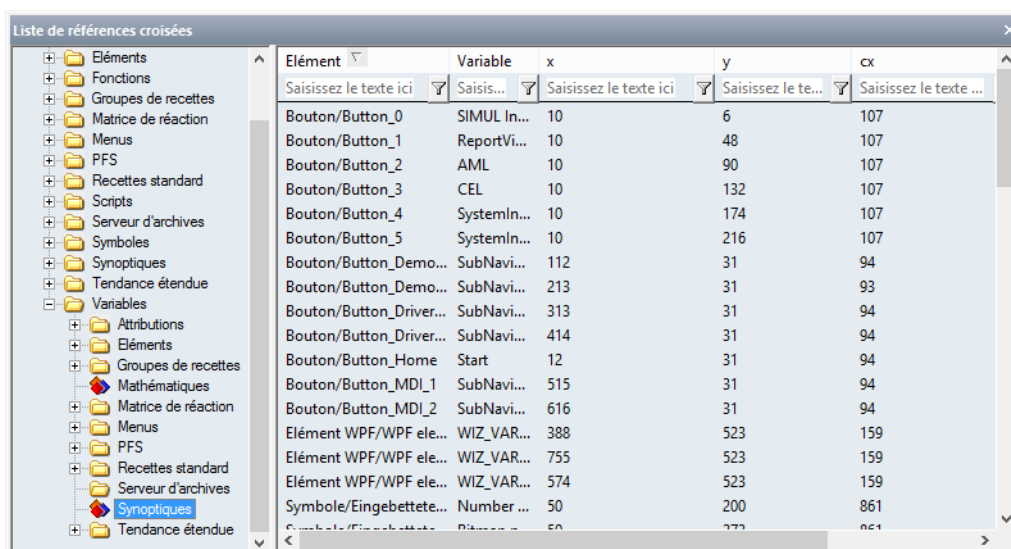 Liste de références croisées
Eléments
Fonctions
Groupes de recettes
Matrice de réaction
Menus
PFS
Recettes standard
Scripts
Serveur d'archives
Symboles
Synoptiques
Tendance étendue
Variables
Attributions
Eléments
Groupes de recettes
Mathématiques
Matrice de réaction
Menus
PFS
Recettes standard
Serveur d'archives
Synoptiques
Tendance étendue
Elément Variable x y cx
Saisissez le texte ici Saisis... Saisissez le texte ici Saisissez le te... Saisissez le texte ...
Bouton/Button_0 SIMUL In... 10 6 107
Bouton/Button_1 ReportVi... 10 48 107
Bouton/Button_2 AML 10 90 107
Bouton/Button_3 CEL 10 132 107
Bouton/Button_4 SystemIn... 10 174 107
Bouton/Button_5 SystemIn... 10 216 107
Bouton/Button_Demo... SubNavi... 112 31 94
Bouton/Button_Demo... SubNavi... 213 31 93
Bouton/Button_Driver... SubNavi... 313 31 94
Bouton/Button_Driver... SubNavi... 414 31 94
Bouton/Button_Home Start 12 31 94
Bouton/Button_MDI_1 SubNavi... 515 31 94
Bouton/Button_MDI_2 SubNavi... 616 31 94
Elément WPF/WPF ele... WIZ_VAR... 388 523 159
Elément WPF/WPF ele... WIZ_VAR... 755 523 159
Elément WPF/WPF ele... WIZ_VAR... 574 523 159
Symbole/Eingebettete... Number ... 50 200 861